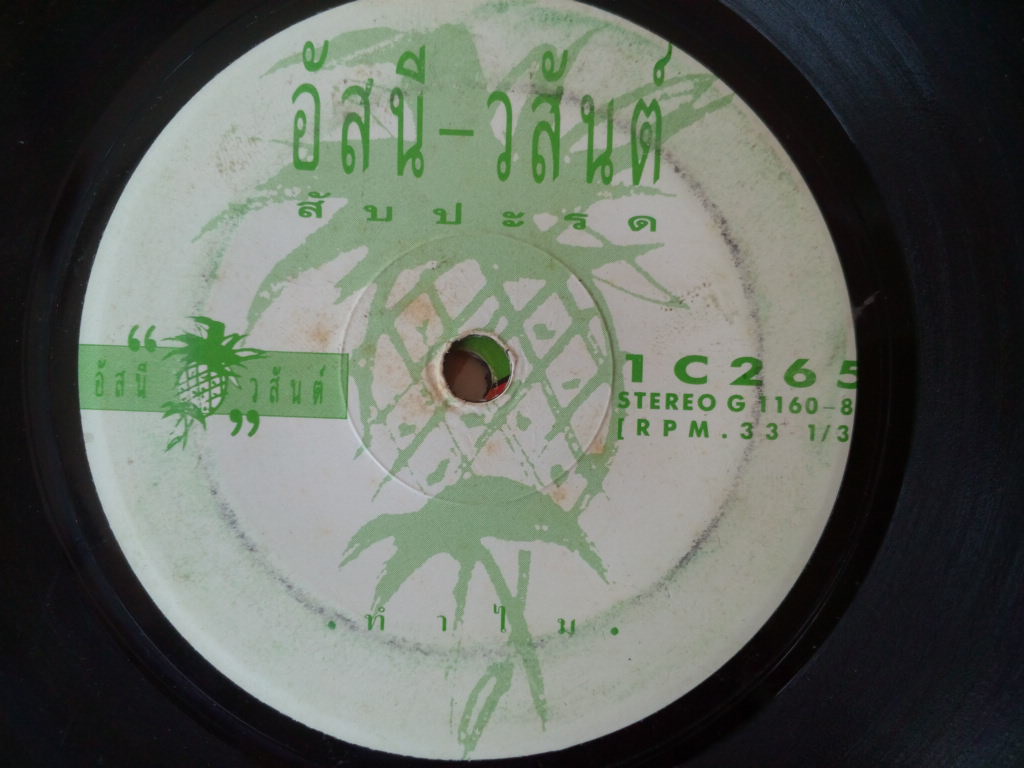 อัสนี - วสันต์
สับปะรด
“ อัสนี วสันต์ ”
1C265
STEREO G 1160-8
[RPM.33 1/3
. ทำไม .